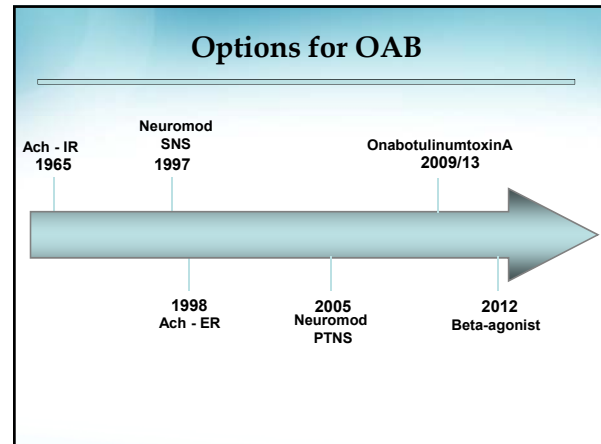 Options for OAB
Ach - IR
1965
Neuromod
SNS
1997
OnabotulinumtoxinA
2009/13
1998
Ach - ER
2005
Neuromod
PTNS
2012
Beta-agonist